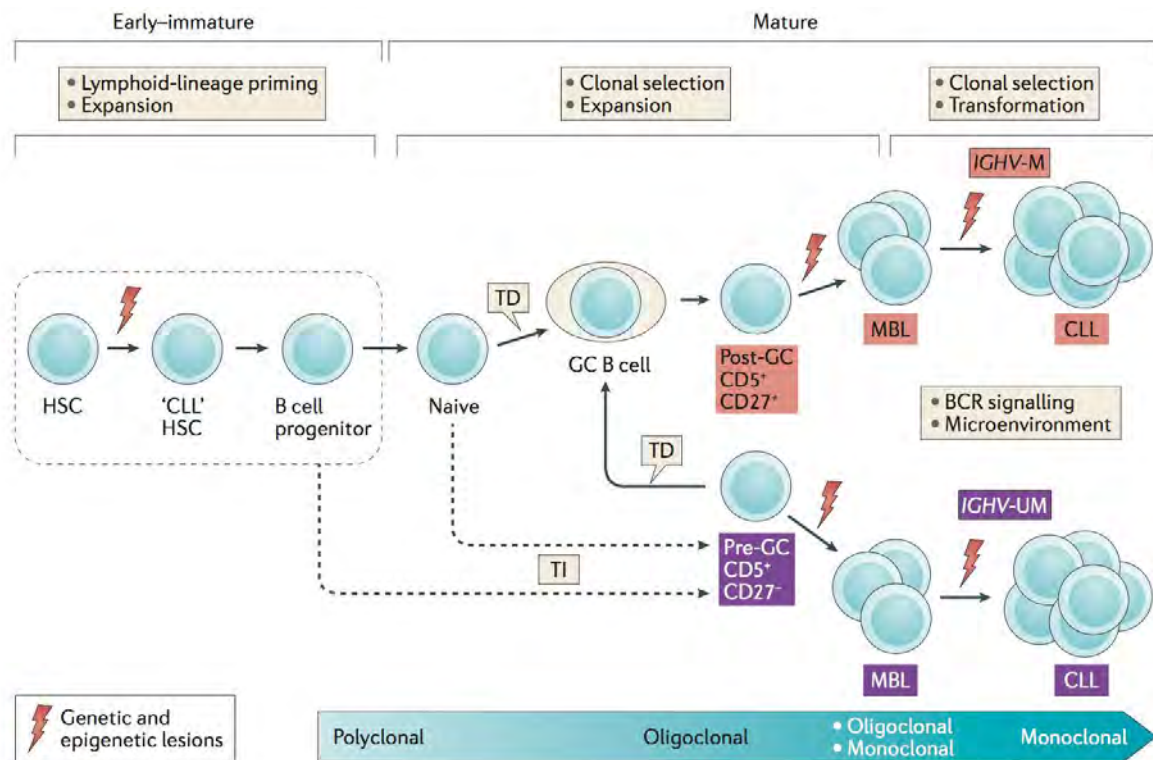 Early–immature
Mature
• Lymphoid-lineage priming
• Expansion
• Clonal selection
• Expansion
• Clonal selection
• Transformation
IGHV-M
TD
HSC
'CLL'
HSC
B cell
progenitor
Naive
GC B cell
Post-GC
CD5⁺
CD27⁺
MBL
CLL
• BCR signalling
• Microenvironment
TD
TI
Pre-GC
CD5⁺
CD27⁻
IGHV-UM
MBL
CLL
Genetic and
epigenetic lesions
Polyclonal
Oligoclonal
• Oligoclonal
• Monoclonal
Monoclonal